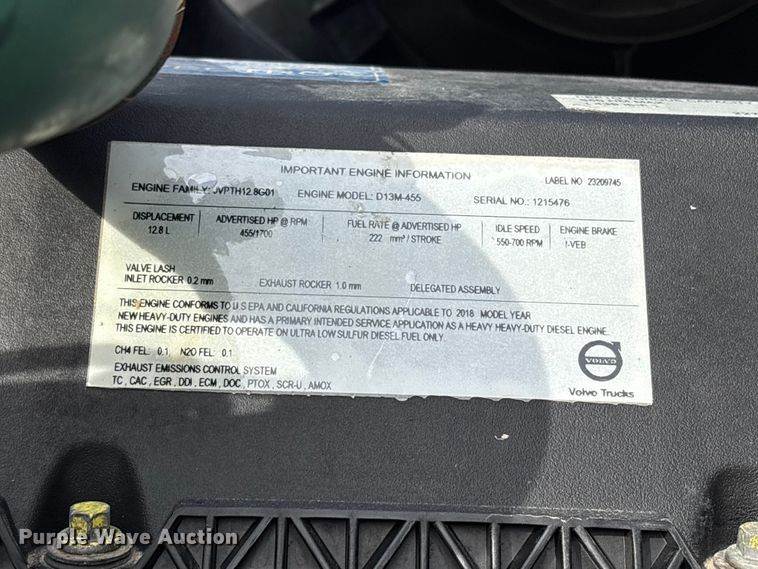 IMPORTANT ENGINE INFORMATION
LABEL NO 23209745
ENGINE FAMILY: JVPTH12.8G01 ENGINE MODEL: D13M-455 SERIAL NO: 1215476
DISPLACEMENT ADVERTISED HP @ RPM FUEL RATE @ ADVERTISED HP IDLE SPEED ENGINE BRAKE
12.8 L 455/1700 222 mm³ / STROKE 550-700 RPM I-VEB
VALVE LASH
INLET ROCKER 0.2 mm EXHAUST ROCKER 1.0 mm DELEGATED ASSEMBLY
THIS ENGINE CONFORMS TO U S EPA AND CALIFORNIA REGULATIONS APPLICABLE TO 2018 MODEL YEAR
NEW HEAVY-DUTY ENGINES AND HAS A PRIMARY INTENDED SERVICE APPLICATION AS A HEAVY HEAVY-DUTY DIESEL ENGINE.
THIS ENGINE IS CERTIFIED TO OPERATE ON ULTRA LOW SULFUR DIESEL FUEL ONLY.
CH4 FEL: 0.1 N2O FEL: 0.1
EXHAUST EMISSIONS CONTROL SYSTEM
TC, CAC, EGR, DDI, ECM, DOC, PTOX, SCR-U, AMOX
VOLVO
Volvo Trucks
Purple Wave Auction